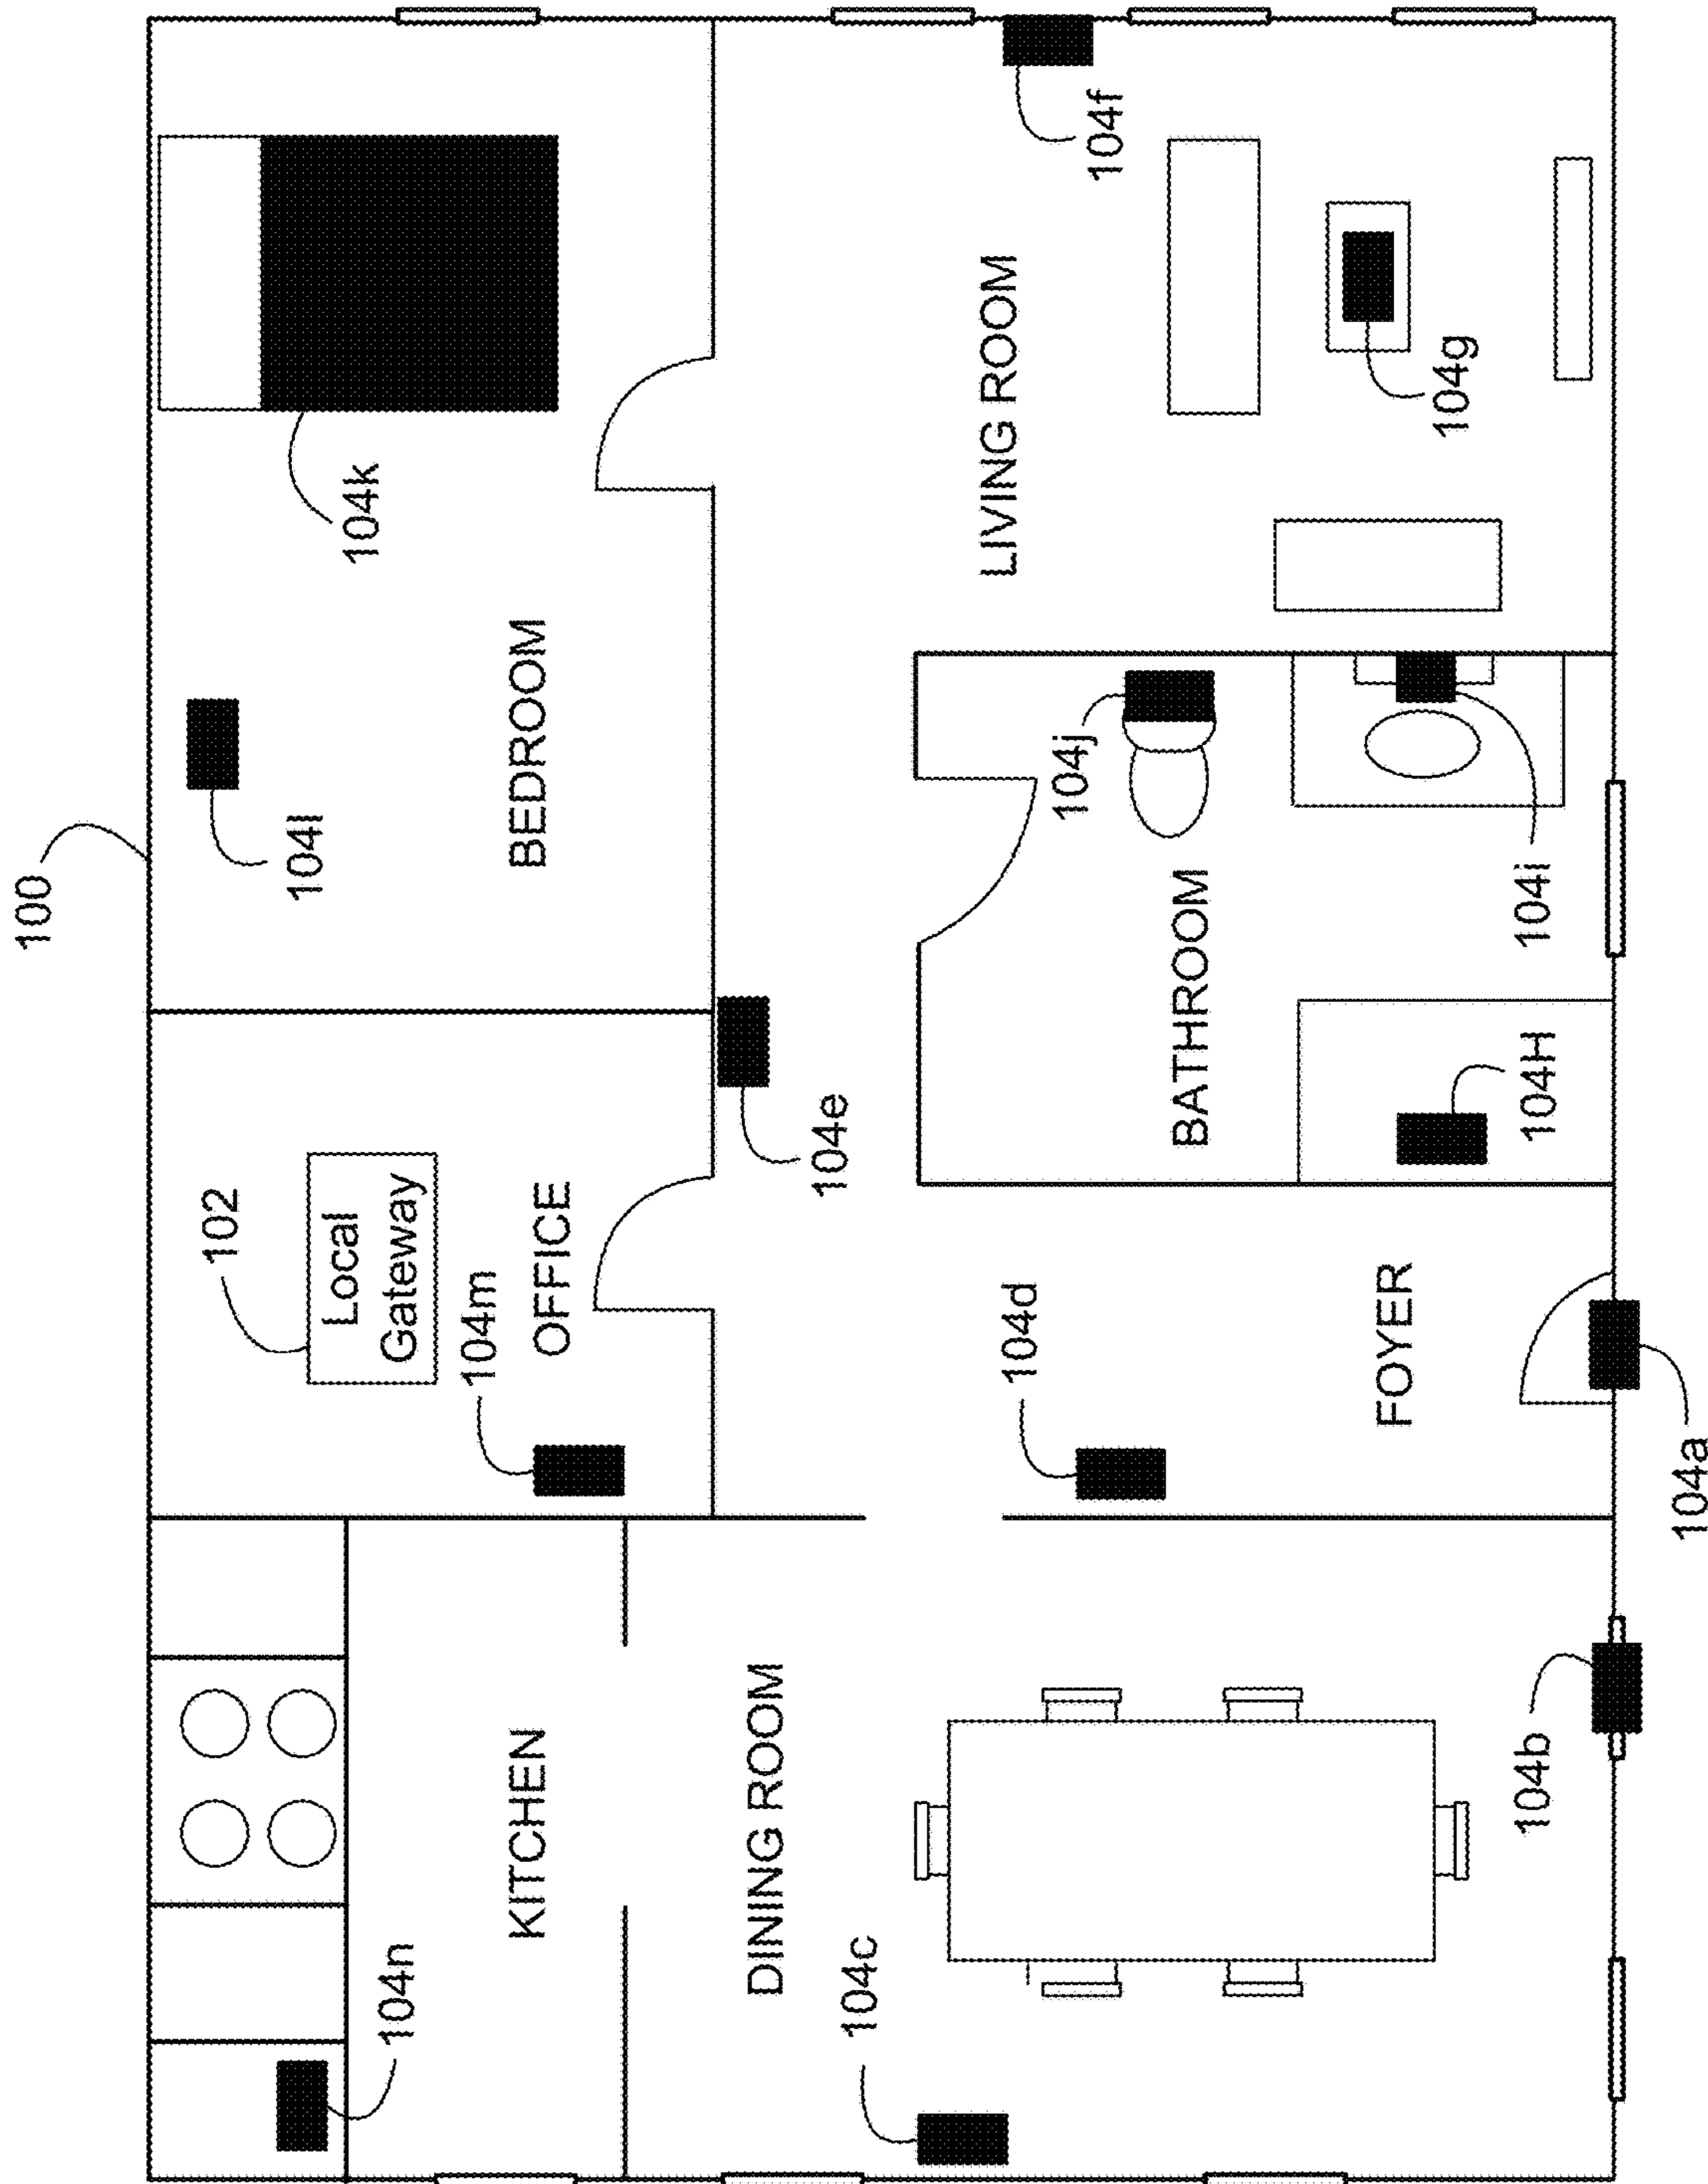 100
102
104l
Local
Gateway
104k
104n
104m
KITCHEN
OFFICE
BEDROOM
DINING ROOM
104e
104c
LIVING ROOM
104d
104j
104f
BATHROOM
FOYER
104g
104b
104H
104i
104a